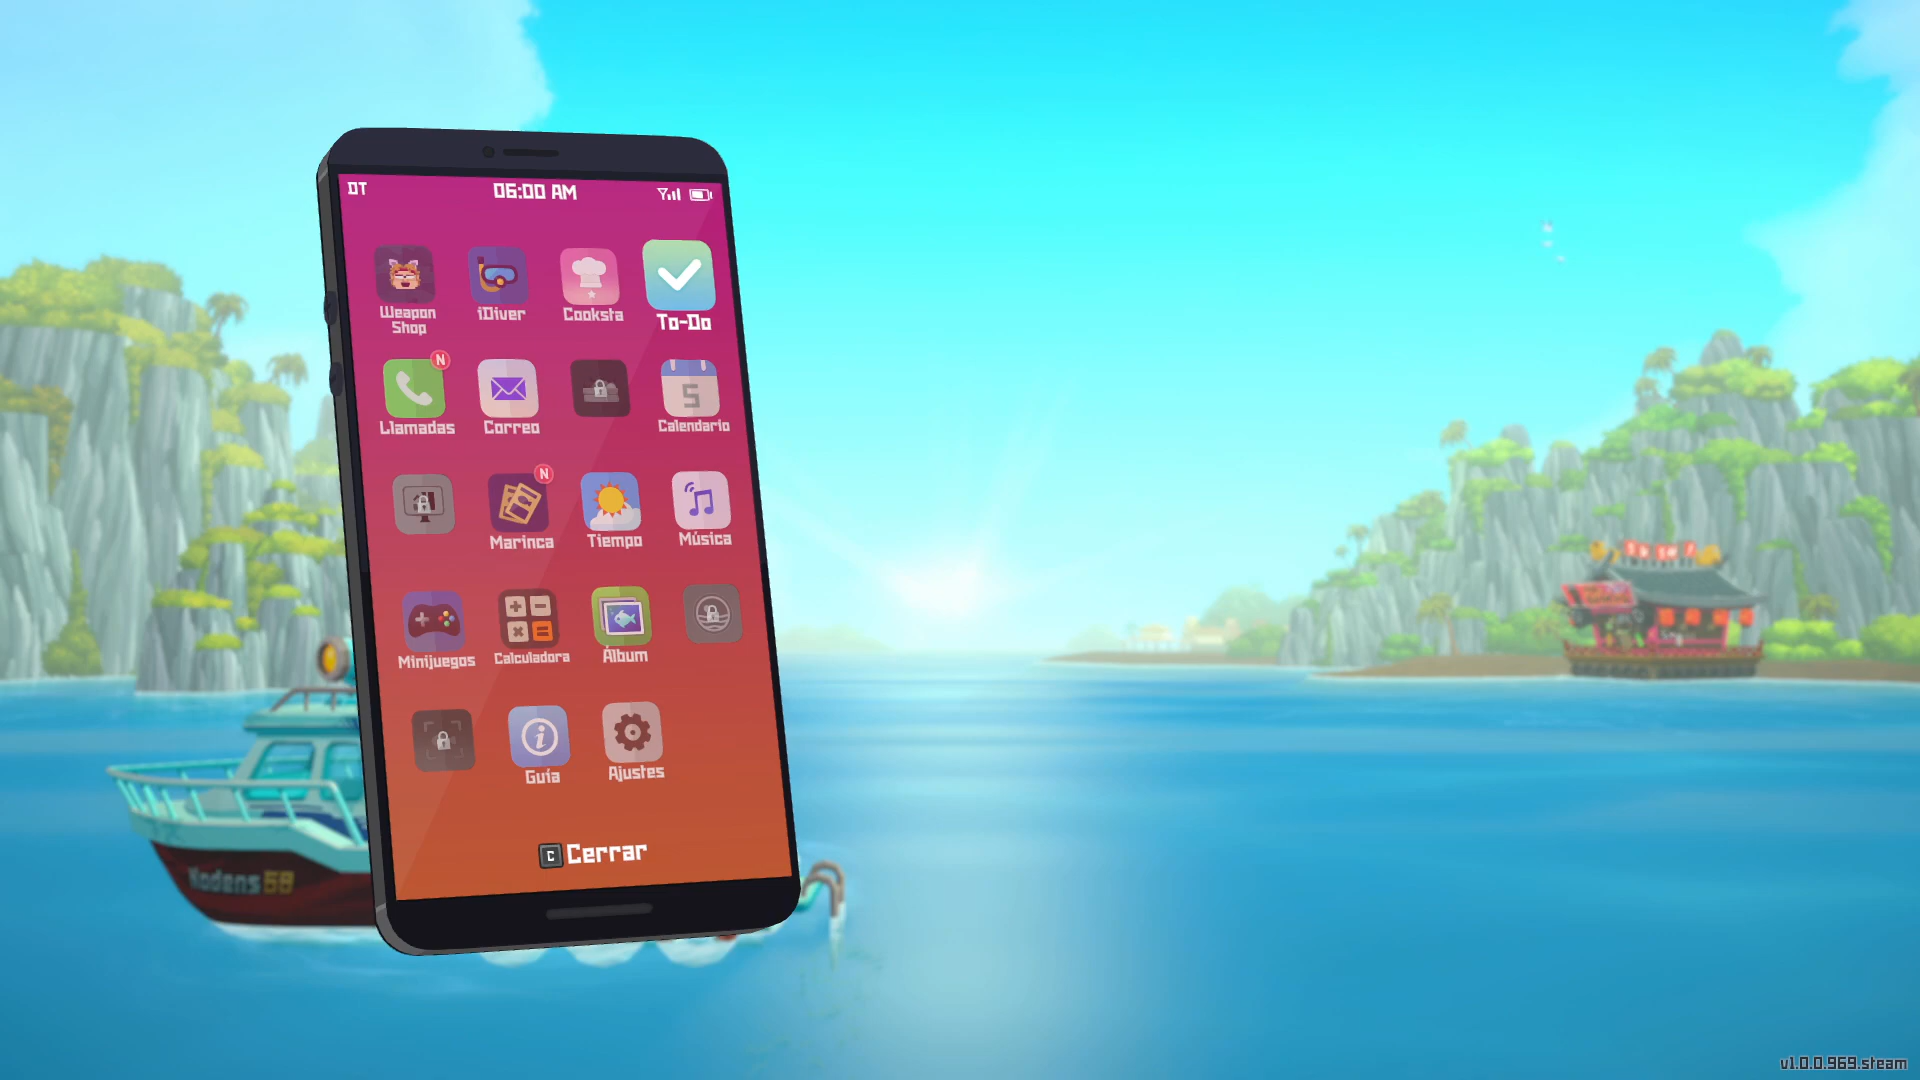 DT
06:00 AM
Weapon
Shop
iDiver
Cooksta
To-Do
N
Llamadas
Correo
5
Calendario
N
Marinca
Tiempo
Música
Minijuegos
Calculadora
Álbum
Guía
Ajustes
C Cerrar
Nodens68
v1.0.0.969.steam